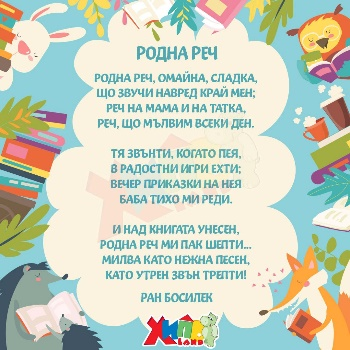 РОДНА РЕЧ
РОДНА РЕЧ, ОМАЙНА, СЛАДКА,
ЩО ЗВУЧИ НАВРЕД КРАЙ МЕН;
РЕЧ НА МАМА И НА ТАТКА,
РЕЧ, ЩО МЪЛВИМ ВСЕКИ ДЕН.
ТЯ ЗВЪНТИ, КОГАТО ПЕЯ,
В РАДОСТНИ ИГРИ ЕХТИ;
ВЕЧЕР ПРИКАЗКИ НА НЕЯ
БАБА ТИХО МИ РЕДИ.
И НАД КНИГАТА УНЕСЕН,
РОДНА РЕЧ МИ ПАК ШЕПТИ...
МИЛВА КАТО НЕЖНА ПЕСЕН,
КАТО УТРЕН ЗВЪН ТРЕПТИ!
РАН БОСИЛЕК
ХИПО
LAND